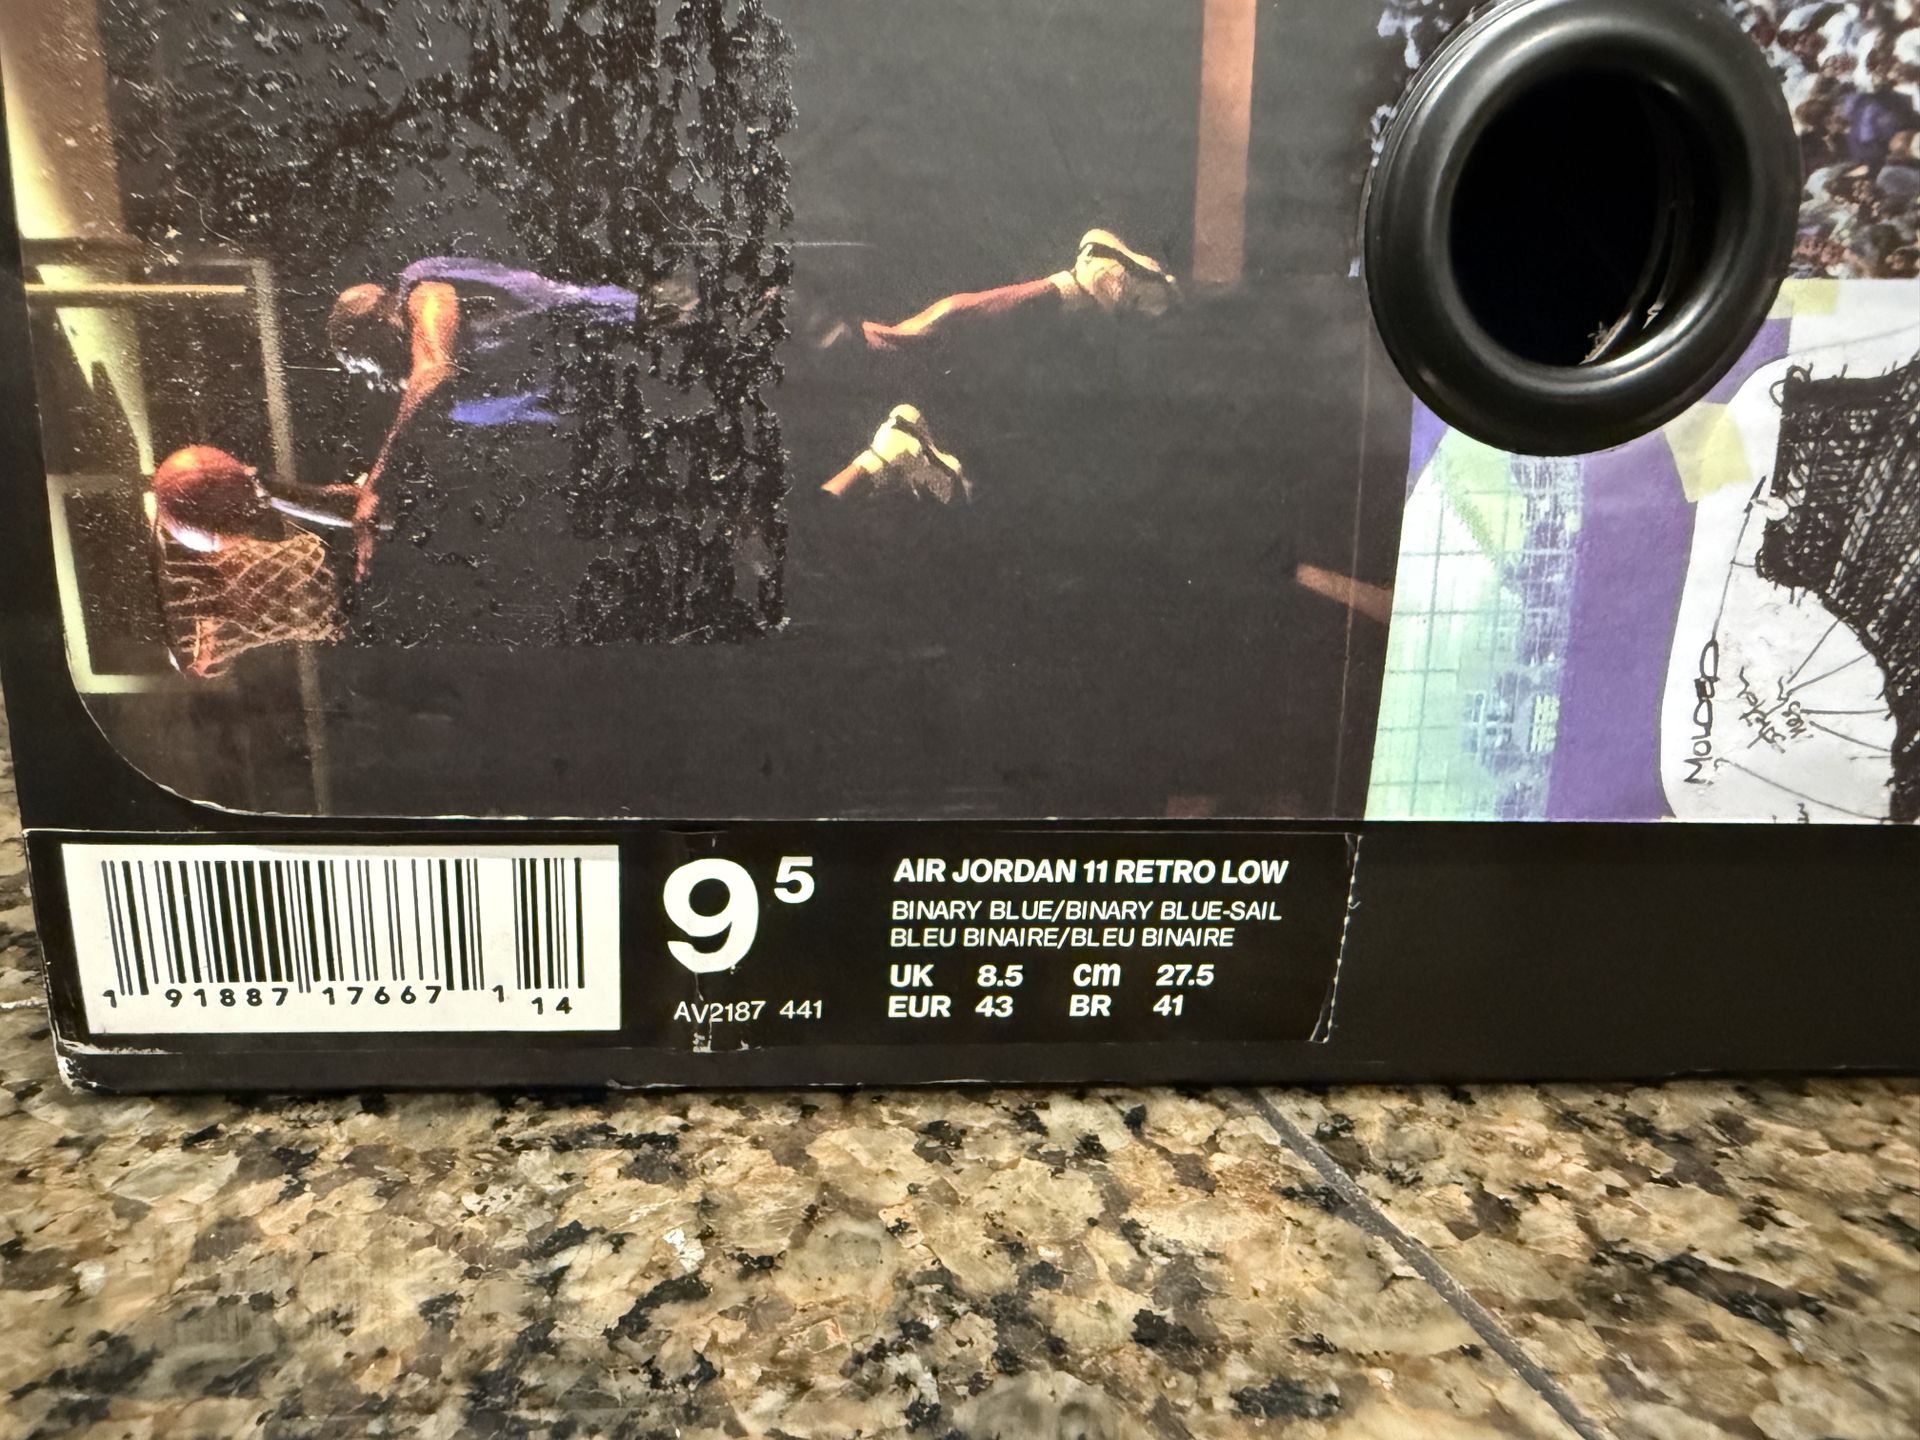 MOLDED
9 5
AV2187 441
AIR JORDAN 11 RETRO LOW
BINARY BLUE/BINARY BLUE-SAIL
BLEU BINAIRE/BLEU BINAIRE
UK 8.5 cm 27.5
EUR 43 BR 41
1 91887 17667 1 14